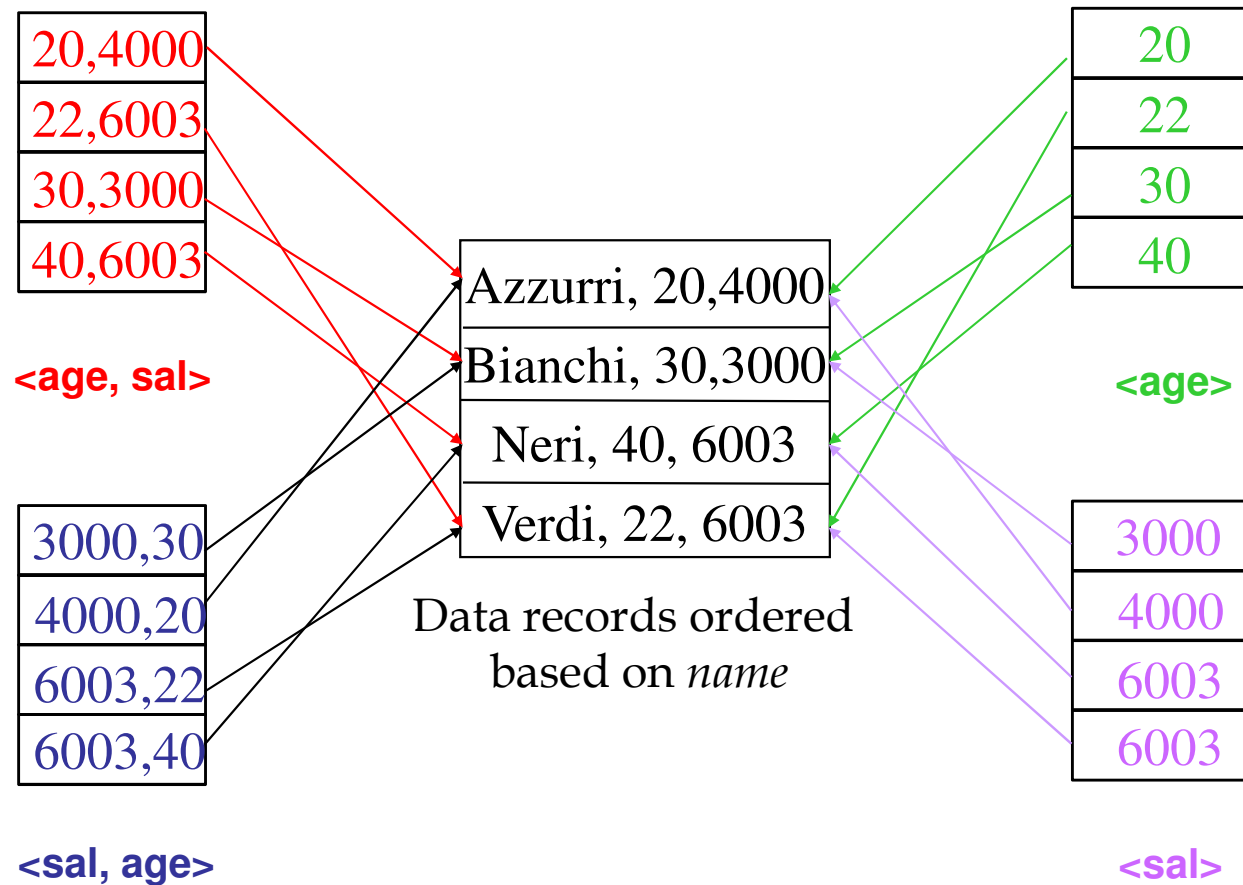 20,4000
22,6003
30,3000
40,6003
<age, sal>
3000,30
4000,20
6003,22
6003,40
<sal, age>
Azzurri, 20,4000
Bianchi, 30,3000
Neri, 40, 6003
Verdi, 22, 6003
Data records ordered
based on name
20
22
30
40
<age>
3000
4000
6003
6003
<sal>